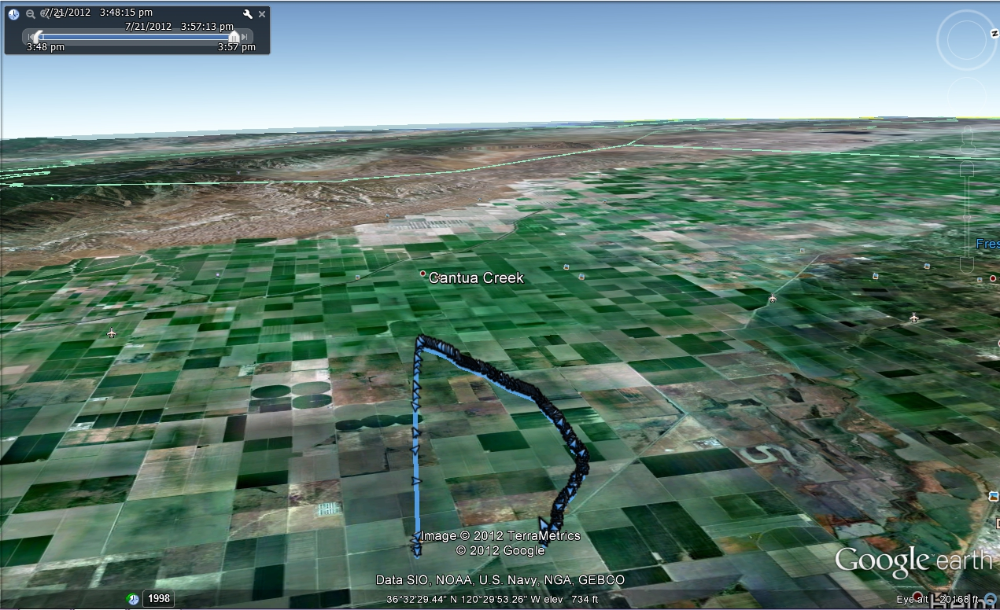 7/21/2012 3:48:15 pm
7/21/2012 3:57:13 pm
3:48 pm 3:57 pm
N
Fres
Cantua Creek
Image © 2012 TerraMetrics
© 2012 Google
Google earth
Data SIO, NOAA, U.S. Navy, NGA, GEBCO
1998
36°32'29.44" N 120°29'53.26" W elev 734 ft
Eye alt 20168 ft